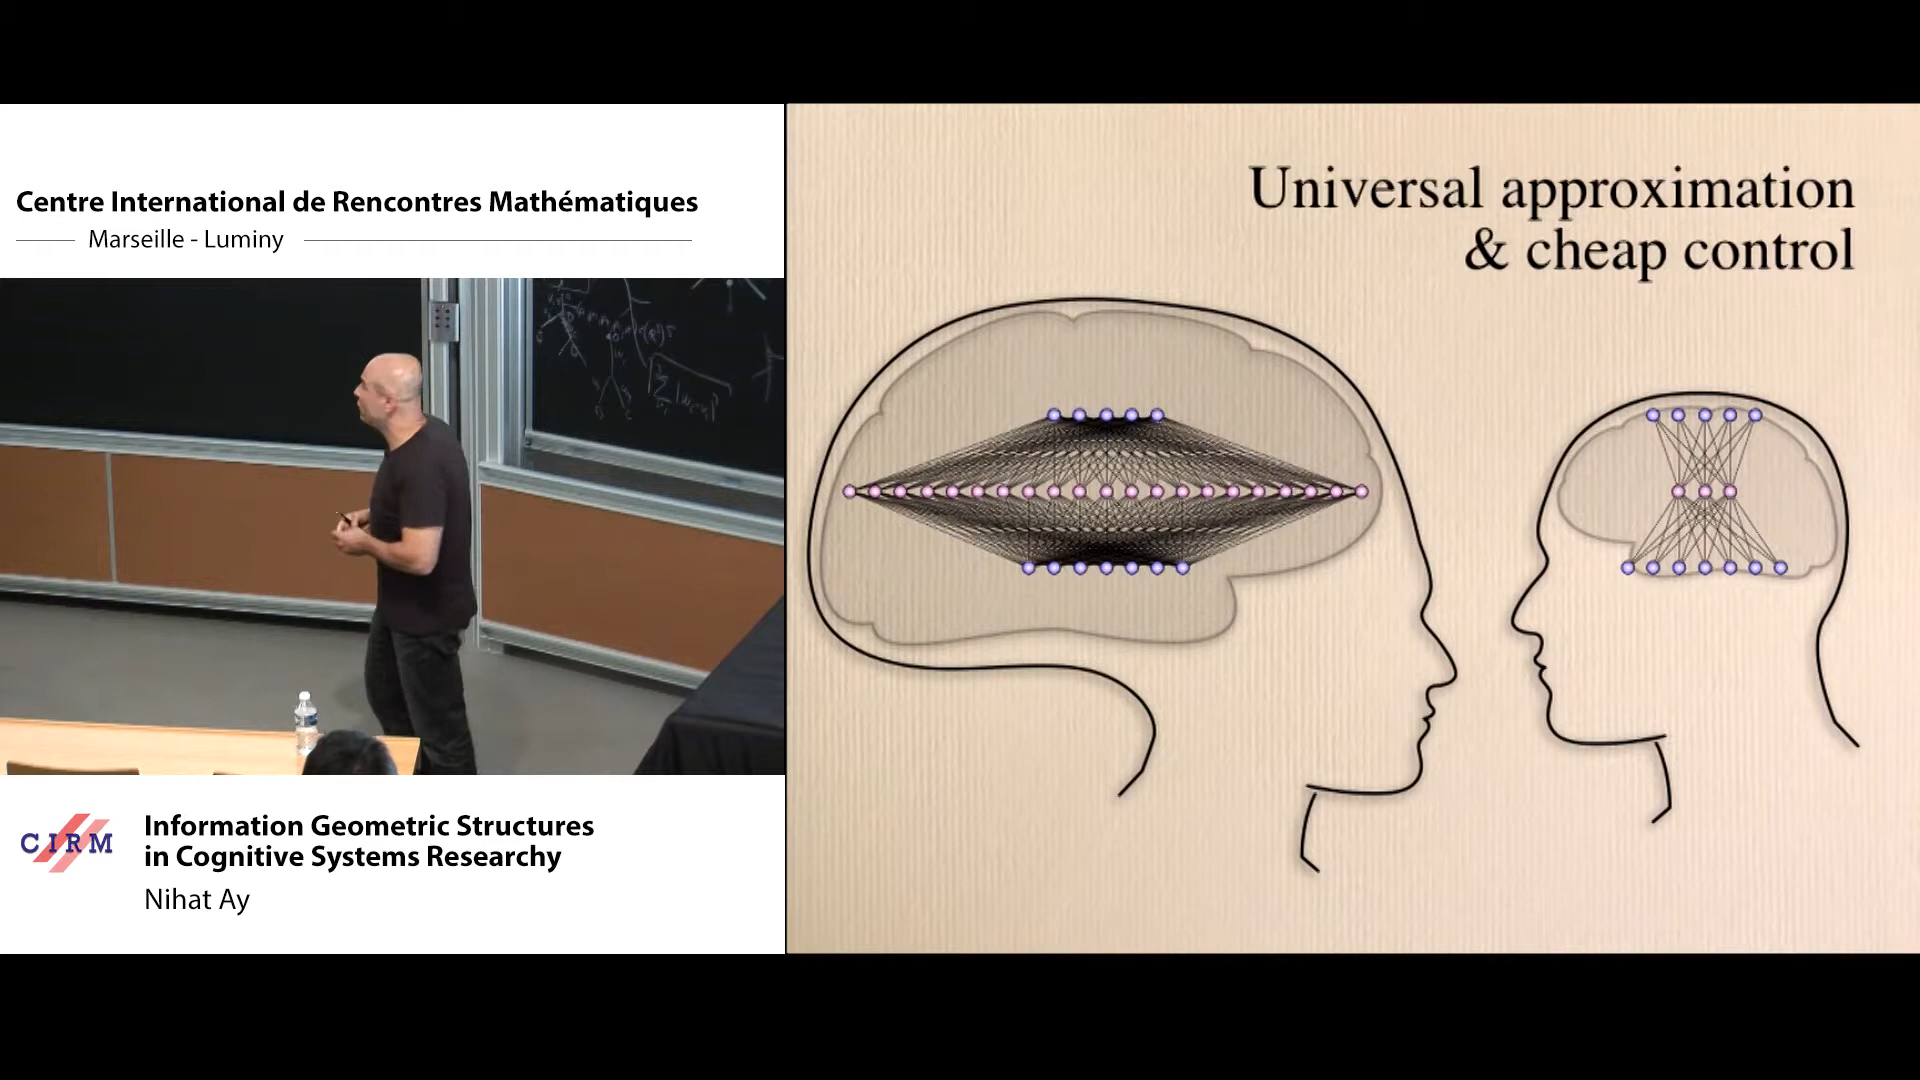 Centre International de Rencontres Mathématiques
Marseille - Luminy
Universal approximation
& cheap control
CIRM
Information Geometric Structures
in Cognitive Systems Researchy
Nihat Ay